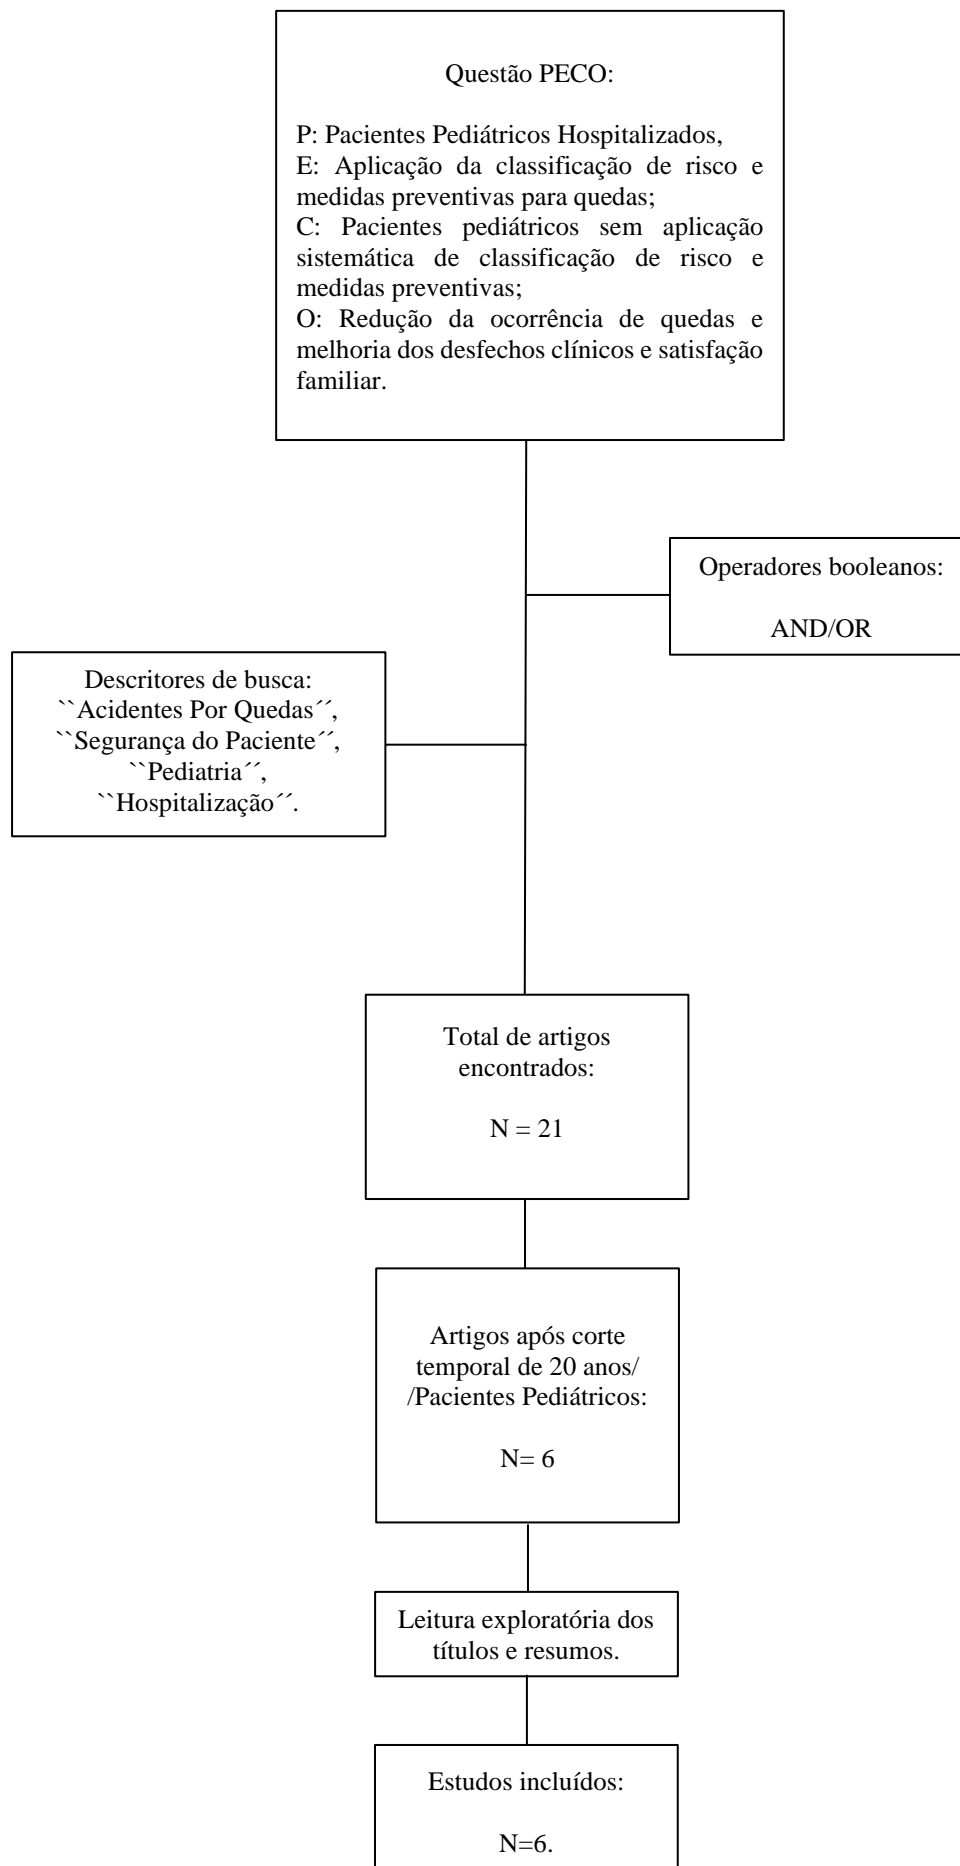 Questão PECO:
P: Pacientes Pediátricos Hospitalizados,
E: Aplicação da classificação de risco e
medidas preventivas para quedas;
C: Pacientes pediátricos sem aplicação
sistemática de classificação de risco e
medidas preventivas;
O: Redução da ocorrência de quedas e
melhoria dos desfechos clínicos e satisfação
familiar.
Operadores booleanos:
AND/OR
Descritores de busca:
``Acidentes Por Quedas´´,
``Segurança do Paciente´´,
``Pediatria´´,
``Hospitalização´´.
Total de artigos
encontrados:
N = 21
Artigos após corte
temporal de 20 anos/
/Pacientes Pediátricos:
N= 6
Leitura exploratória dos
títulos e resumos.
Estudos incluídos:
N=6.